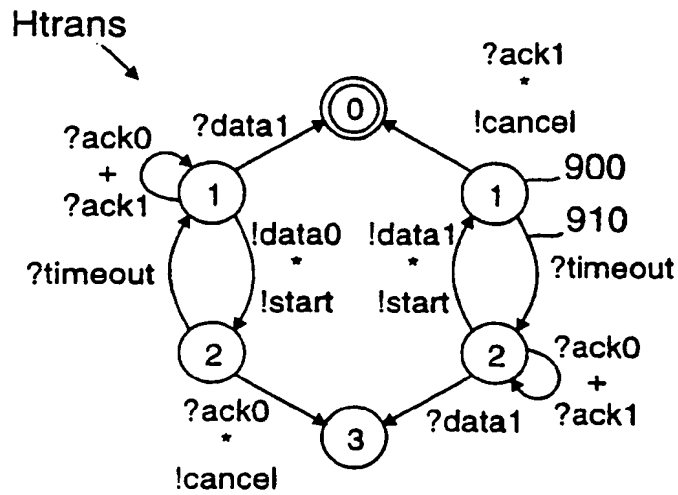 Htrans
?ack1
*
!cancel
?data1
0
?ack0
+
?ack1
1
1
900
910
!data0
*
!start
!data1
*
!start
?timeout
?timeout
2
2
?ack0
+
?ack1
?ack0
*
!cancel
3
?data1